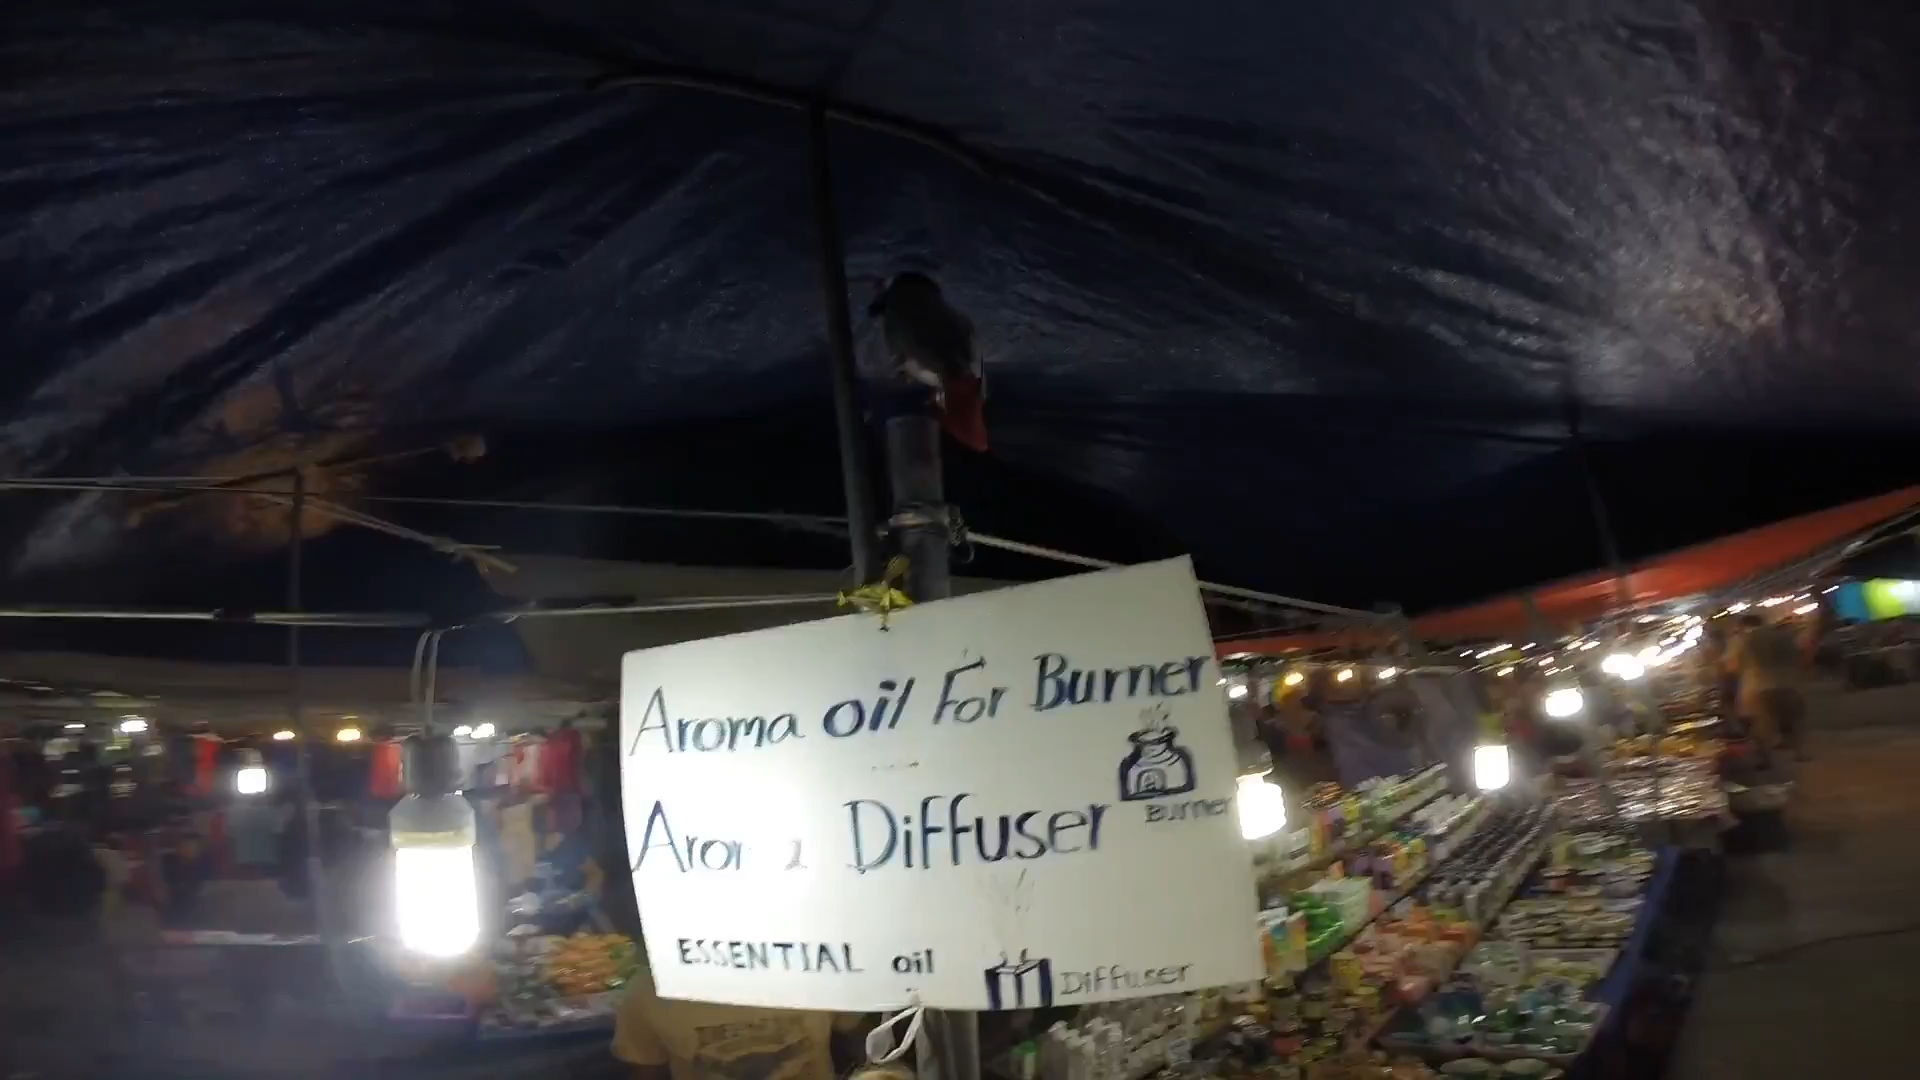 Aroma oil For Burner
Burner
Diffuser
ESSENTIAL oil
Diffuser